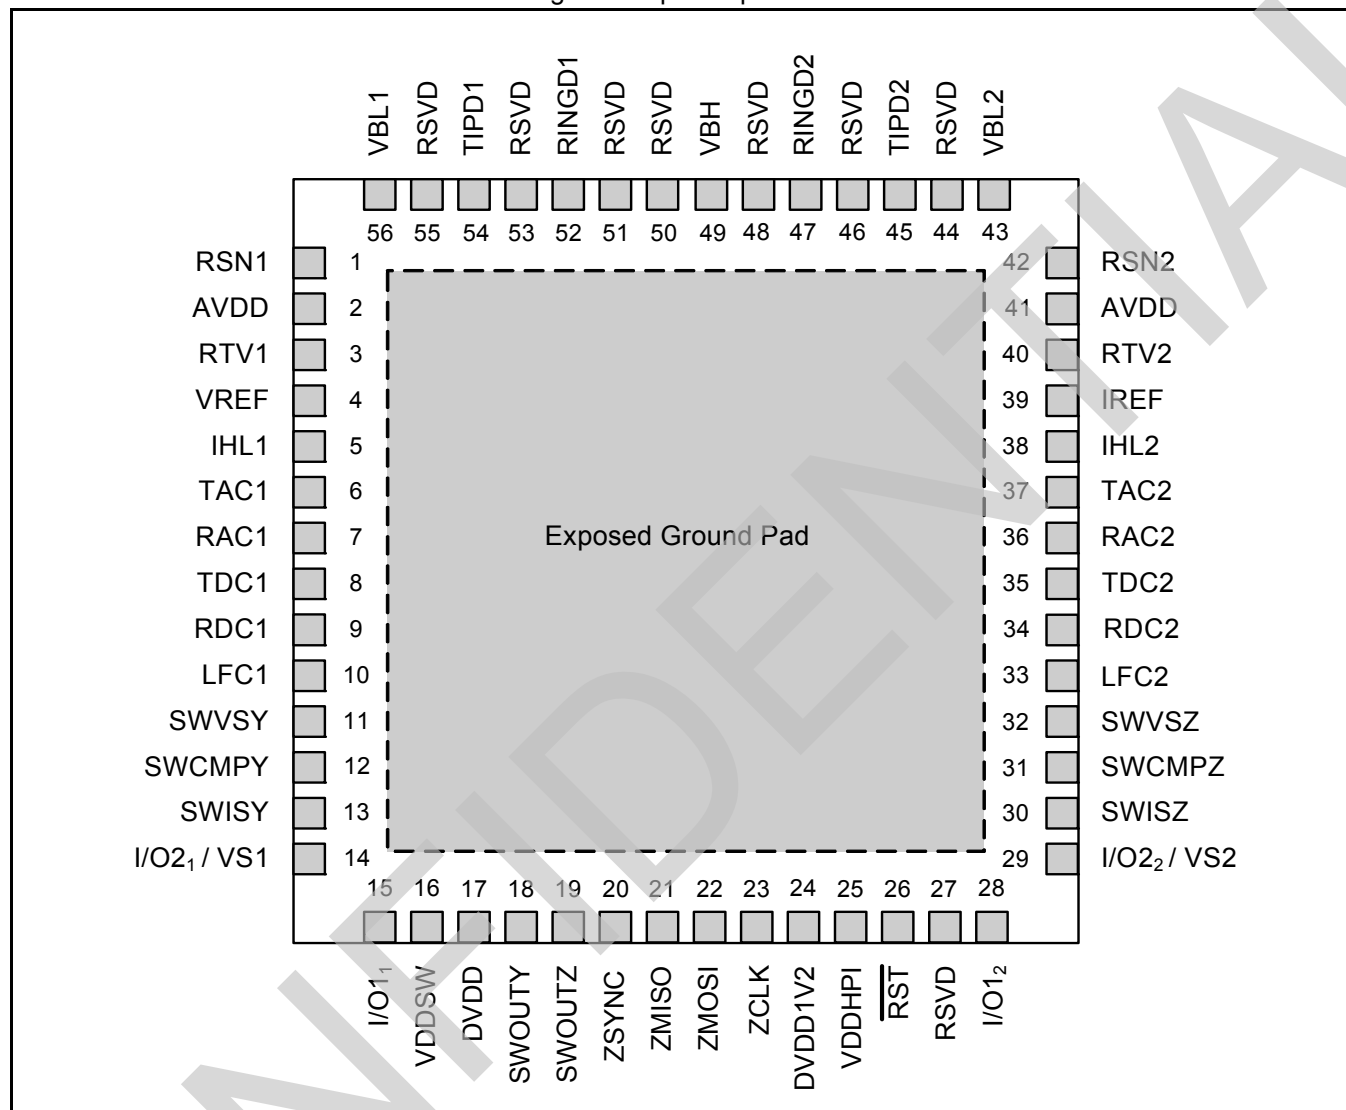 VBL1 RSVD TIPD1 RSVD RINGD1 RSVD RSVD VBH RSVD RINGD2 RSVD TIPD2 RSVD VBL2
56 55 54 53 52 51 50 49 48 47 46 45 44 43
RSN1 1 42 RSN2
AVDD 2 41 AVDD
RTV1 3 40 RTV2
VREF 4 39 IREF
IHL1 5 38 IHL2
TAC1 6 37 TAC2
RAC1 7 Exposed Ground Pad 36 RAC2
TDC1 8 35 TDC2
RDC1 9 34 RDC2
LFC1 10 33 LFC2
SWVSY 11 32 SWVSZ
SWCMPY 12 31 SWCMPZ
SWISY 13 30 SWISZ
I/O2₁ / VS1 14 29 I/O2₂ / VS2
15 16 17 18 19 20 21 22 23 24 25 26 27 28
I/O1₁ VDDSW DVDD SWOUTY SWOUTZ ZSYNC ZMISO ZMOSI ZCLK DVDD1V2 VDDHPI RST RSVD I/O1₂
NFIDENTIAL